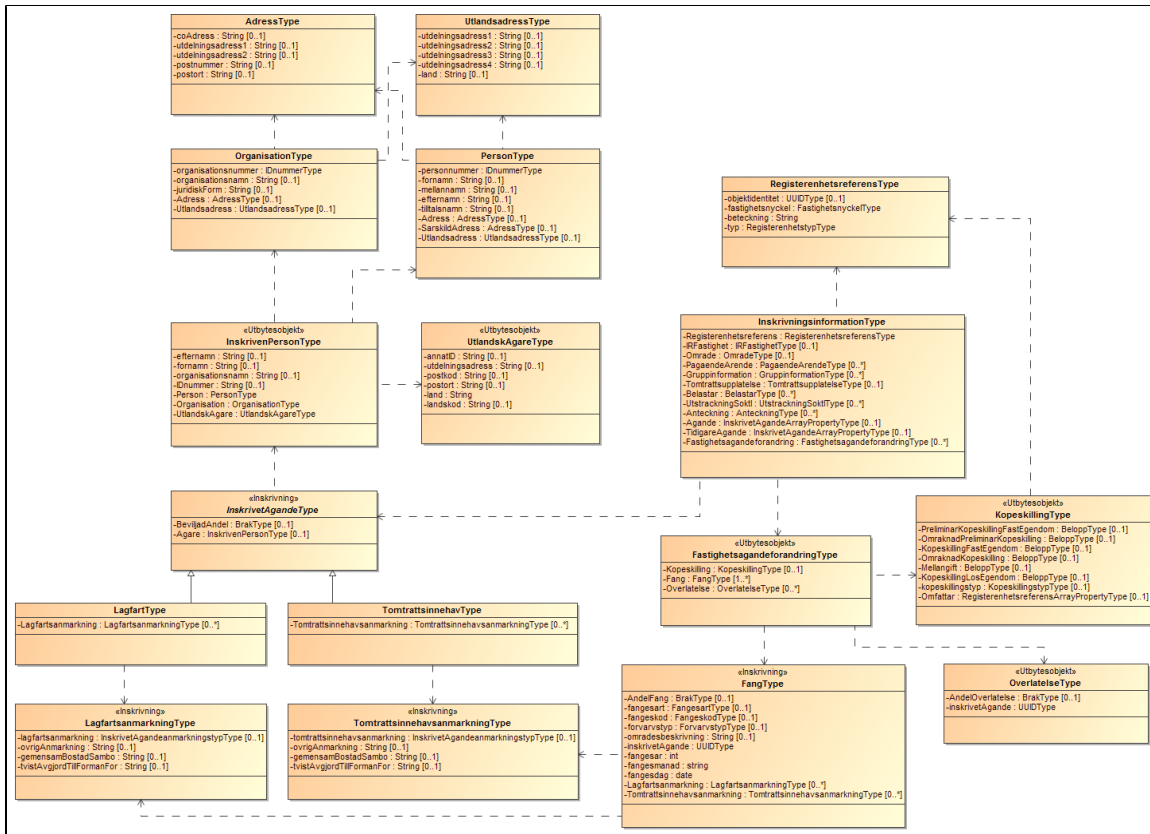 AdressType
-coAdress : String [0..1]
-utdelningsadress1 : String [0..1]
-utdelningsadress2 : String [0..1]
-postnummer : String [0..1]
-postort : String [0..1]
UtlandsadressType
-utdelningsadress1 : String [0..1]
-utdelningsadress2 : String [0..1]
-utdelningsadress3 : String [0..1]
-utdelningsadress4 : String [0..1]
-land : String [0..1]
OrganisationType
-organisationsnummer : IDnummerType
-organisationsnamn : String [0..1]
-juridiskForm : String [0..1]
-Adress : AdressType [0..1]
-Utlandsadress : UtlandsadressType [0..1]
PersonType
-personnummer : IDnummerType
-fornamn : String [0..1]
-mellannamn : String [0..1]
-efternamn : String [0..1]
-tilltalsnamn : String [0..1]
-Adress : AdressType [0..1]
-SarskildAdress : AdressType [0..1]
-Utlandsadress : UtlandsadressType [0..1]
RegisterenhetsreferensType
-objektidentitet : UUIDType [0..1]
-fastighetsnyckel : FastighetsnyckelType
-beteckning : String
-typ : RegisterenhetstypType
«Utbytesobjekt»
InskrivenPersonType
-efternamn : String [0..1]
-fornamn : String [0..1]
-organisationsnamn : String [0..1]
-IDnummer : String [0..1]
-Person : PersonType
-Organisation : OrganisationType
-UtlandskAgare : UtlandskAgareType
«Utbytesobjekt»
UtlandskAgareType
-annatID : String [0..1]
-utdelningsadress : String [0..1]
-postkod : String [0..1]
-postort : String [0..1]
-land : String
-landskod : String [0..1]
InskrivningsinformationType
-Registerenhetsreferens : RegisterenhetsreferensType
-IRFastighet : IRFastighetType [0..1]
-Omrade : OmradeType [0..1]
-PagaendeArende : PagaendeArendeType [0..*]
-Gruppinformation : GruppinformationType [0..*]
-Tomtrattsupplatelse : TomtrattsupplatelseType [0..1]
-Belastar : BelastarType [0..*]
-UtstrackningSoktI : UtstrackningSoktIType [0..*]
-Anteckning : AnteckningType [0..*]
-Agande : InskrivetAgandeArrayPropertyType [0..1]
-TidigareAgande : InskrivetAgandeArrayPropertyType [0..1]
-Fastighetsagandeforandring : FastighetsagandeforandringType [0..*]
«Inskrivning»
InskrivetAgandeType
-BeviljadAndel : BrakType [0..1]
-Agare : InskrivenPersonType [0..1]
«Utbytesobjekt»
KopeskillingType
-PreliminarKopeskillingFastEgendom : BeloppType [0..1]
-OmraknadPreliminarKopeskilling : BeloppType [0..1]
-KopeskillingFastEgendom : BeloppType [0..1]
-OmraknadKopeskilling : BeloppType [0..1]
-Mellangift : BeloppType [0..1]
-KopeskillingLosEgendom : BeloppType [0..1]
-kopeskillingstyp : KopeskillingstypType [0..1]
-Omfattar : RegisterenhetsreferensArrayPropertyType [0..1]
«Utbytesobjekt»
FastighetsagandeforandringType
-Kopeskilling : KopeskillingType [0..1]
-Fang : FangType [1..*]
-Overlatelse : OverlatelseType [0..*]
LagfartType
-Lagfartsanmarkning : LagfartsanmarkningType [0..*]
TomtrattsinnehavType
-Tomtrattsinnehavsanmarkning : TomtrattsinnehavsanmarkningType [0..*]
«Inskrivning»
FangType
-AndelFang : BrakType [0..1]
-fangesart : FangesartType [0..1]
-fangeskod : FangeskodType [0..1]
-forvarvstyp : ForvarvstypType [0..1]
-omradesbeskrivning : String [0..1]
-inskrivetAgande : UUIDType
-fangesar : int
-fangesmanad : string
-fangesdag : date
-Lagfartsanmarkning : LagfartsanmarkningType [0..*]
-Tomtrattsinnehavsanmarkning : TomtrattsinnehavsanmarkningType [0..*]
«Utbytesobjekt»
OverlatelseType
-AndelOverlatelse : BrakType [0..1]
-inskrivetAgande : UUIDType
«Inskrivning»
LagfartsanmarkningType
-lagfartsanmarkning : InskrivetAgandeanmarkningstypType [0..1]
-ovrigAnmarkning : String [0..1]
-gemensamBostadSambo : String [0..1]
-tvistAvgjordTillFormanFor : String [0..1]
«Inskrivning»
TomtrattsinnehavsanmarkningType
-tomtrattsinnehavsanmarkning : InskrivetAgandeanmarkningstypType [0..1]
-ovrigAnmarkning : String [0..1]
-gemensamBostadSambo : String [0..1]
-tvistAvgjordTillFormanFor : String [0..1]